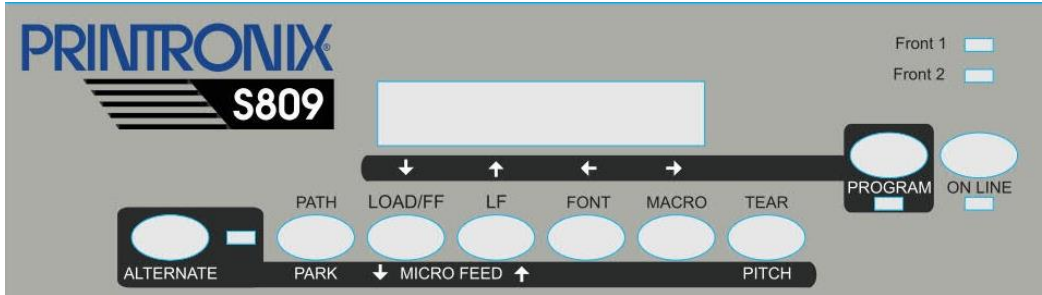 PRINTRONIX®
S809
Front 1
Front 2
↓ ↑ ← →
PROGRAM ON LINE
PATH LOAD/FF LF FONT MACRO TEAR
ALTERNATE PARK ↓ MICRO FEED ↑ PITCH